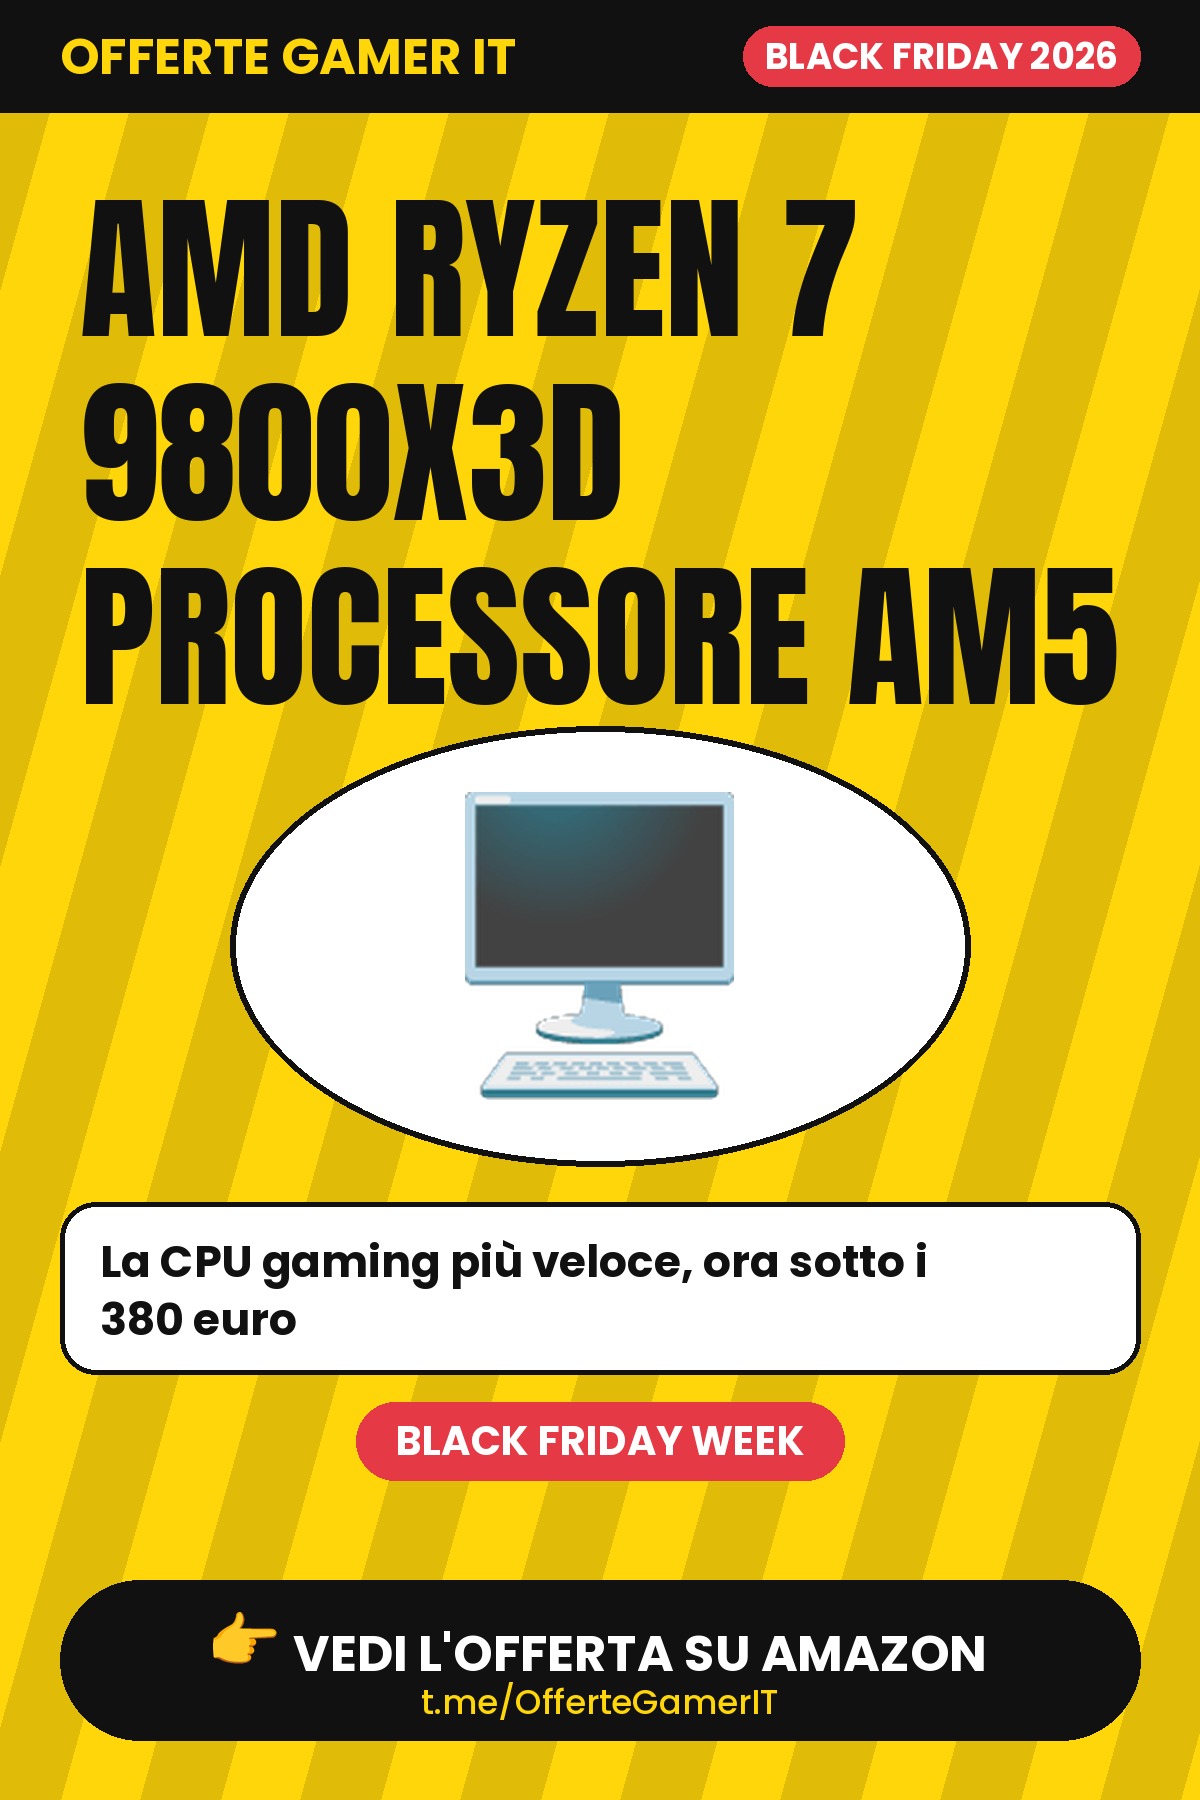 OFFERTE GAMER IT
BLACK FRIDAY 2026
AMD RYZEN 7
9800X3D
PROCESSORE AM5
La CPU gaming più veloce, ora sotto i
380 euro
BLACK FRIDAY WEEK
👉 VEDI L'OFFERTA SU AMAZON
t.me/OfferteGamerIT